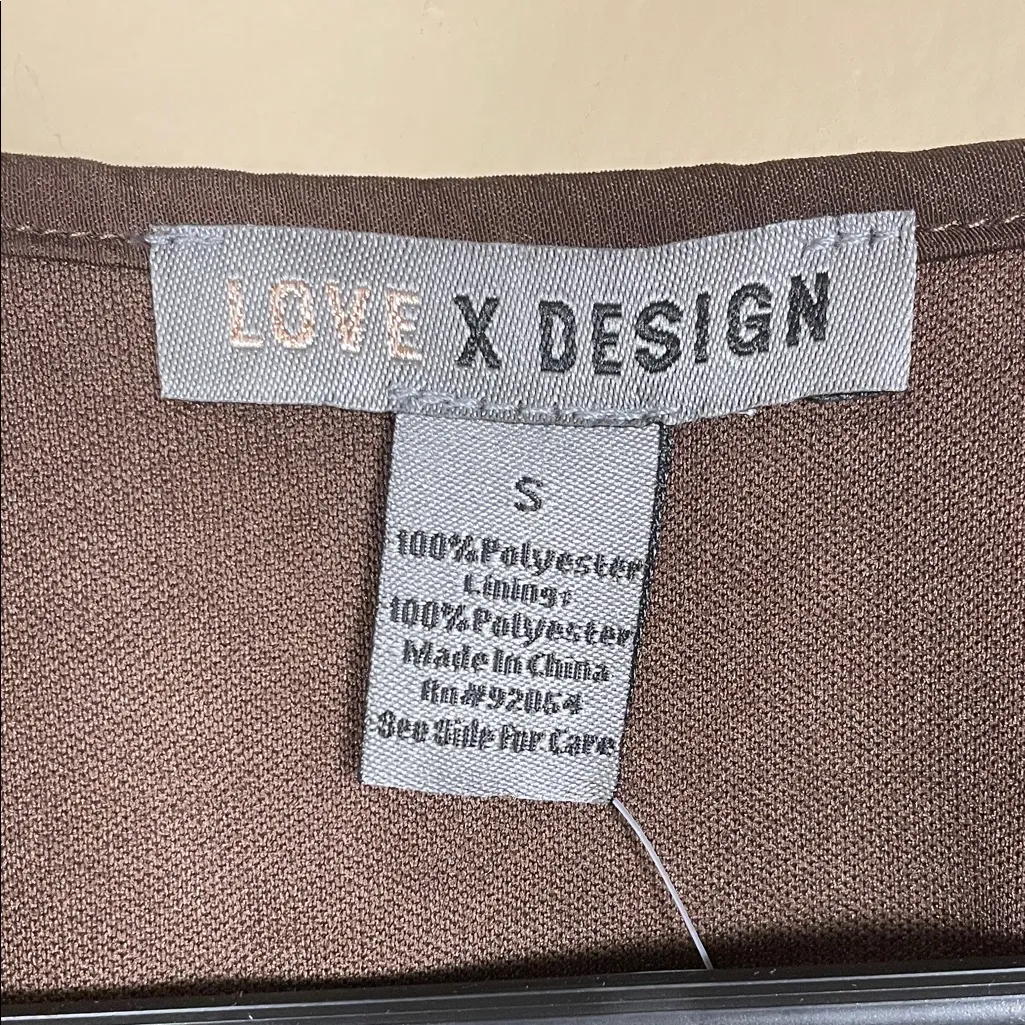 LOVE X DESIGN
S
100%Polyester
Lining:
100%Polyester
Made In China
Rn#92054
See Side For Care